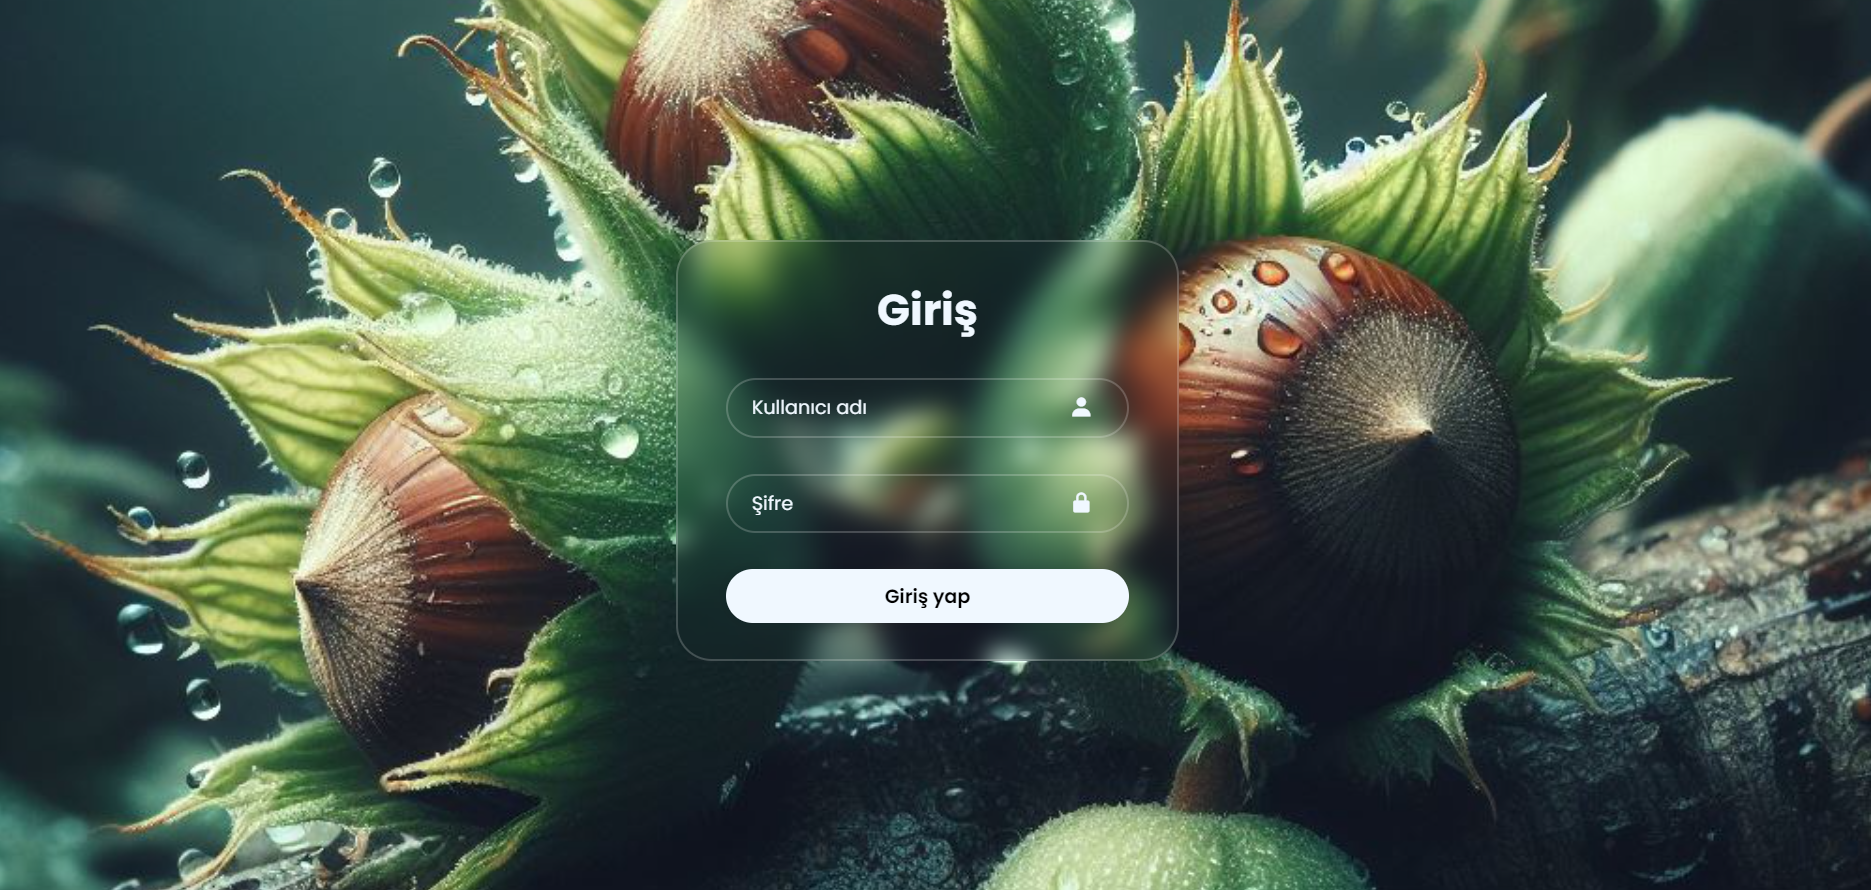 Giriş
Kullanıcı adı
Şifre
Giriş yap